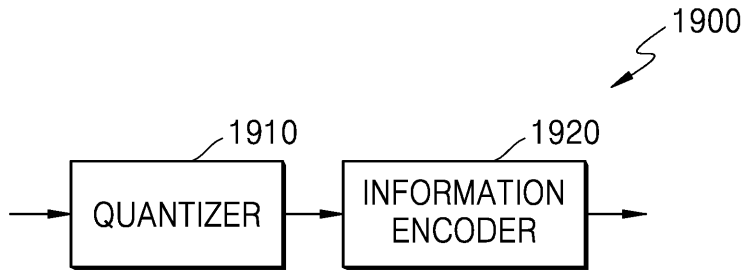 1900
1910
1920
QUANTIZER
INFORMATION
ENCODER